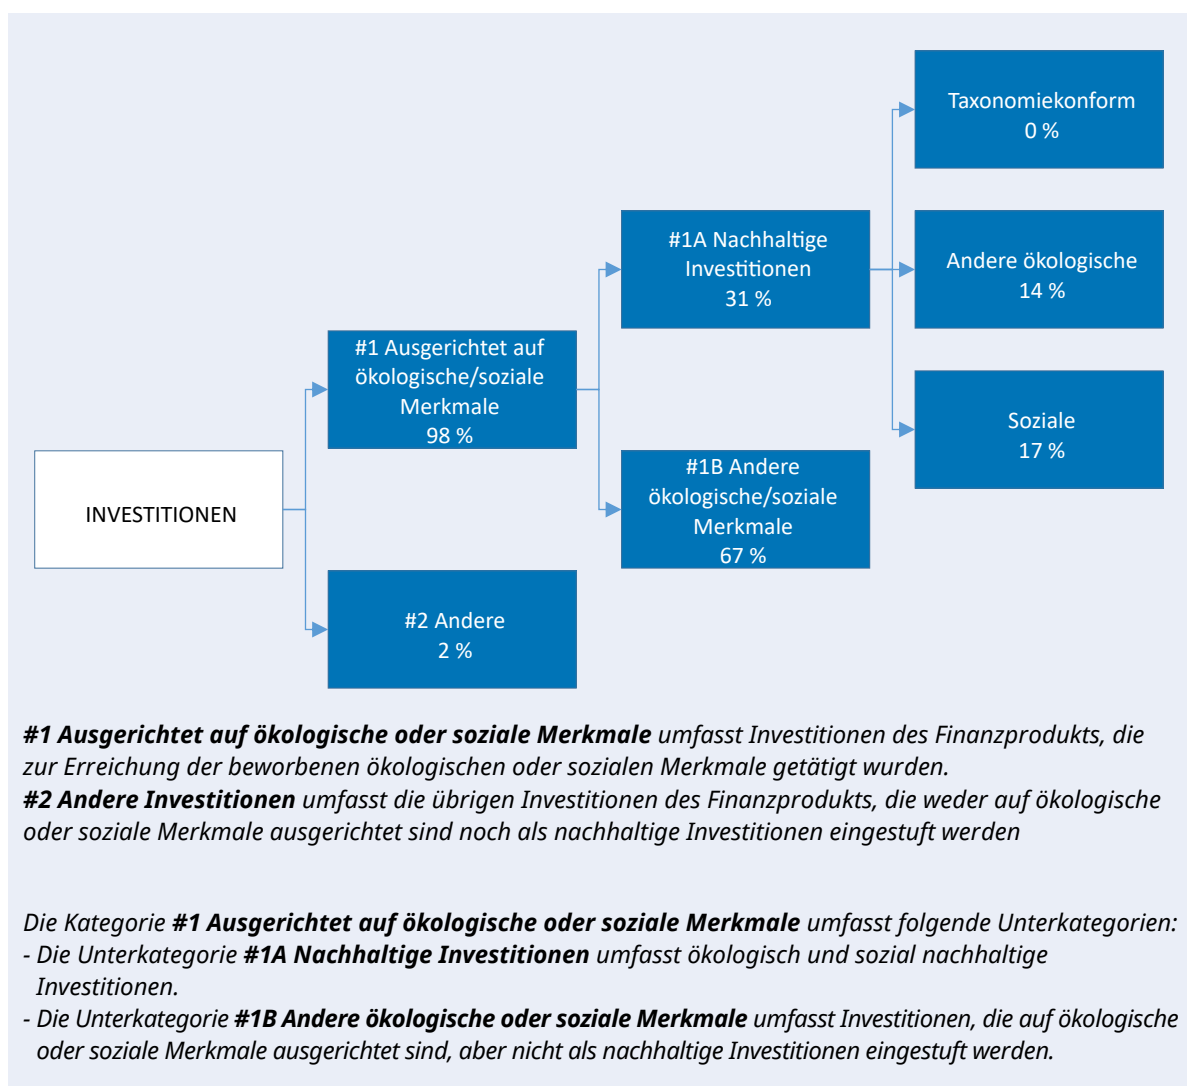 Taxonomiekonform
0 %
#1A Nachhaltige
Investitionen
31 %
Andere ökologische
14 %
#1 Ausgerichtet auf
ökologische/soziale
Merkmale
98 %
Soziale
17 %
INVESTITIONEN
#1B Andere
ökologische/soziale
Merkmale
67 %
#2 Andere
2 %
#1 Ausgerichtet auf ökologische oder soziale Merkmale umfasst Investitionen des Finanzprodukts, die
zur Erreichung der beworbenen ökologischen oder sozialen Merkmale getätigt wurden.
#2 Andere Investitionen umfasst die übrigen Investitionen des Finanzprodukts, die weder auf ökologische
oder soziale Merkmale ausgerichtet sind noch als nachhaltige Investitionen eingestuft werden
Die Kategorie #1 Ausgerichtet auf ökologische oder soziale Merkmale umfasst folgende Unterkategorien:
- Die Unterkategorie #1A Nachhaltige Investitionen umfasst ökologisch und sozial nachhaltige
Investitionen.
- Die Unterkategorie #1B Andere ökologische oder soziale Merkmale umfasst Investitionen, die auf ökologische
oder soziale Merkmale ausgerichtet sind, aber nicht als nachhaltige Investitionen eingestuft werden.